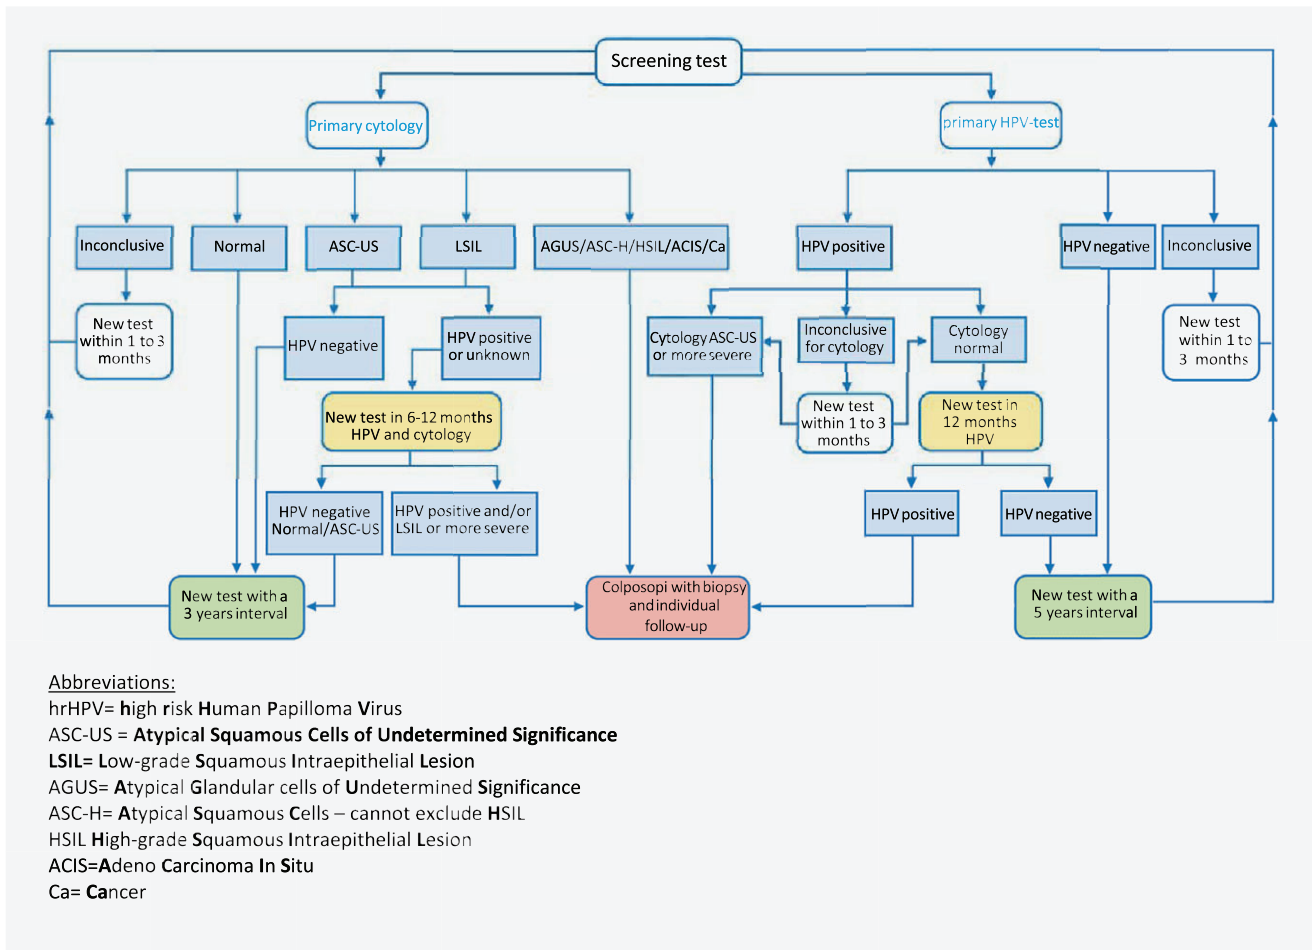 Screening test
Primary cytology
primary HPV-test
Inconclusive
Normal
ASC-US
LSIL
AGUS/ASC-H/HSIL/ACIS/Ca
HPV positive
HPV negative
Inconclusive
New test
within 1 to 3
months
HPV negative
HPV positive
or unknown
Cytology ASC-US
or more severe
Inconclusive
for cytology
Cytology
normal
New test
within 1 to
3 months
New test in 6-12 months
HPV and cytology
New test
within 1 to 3
months
New test in
12 months
HPV
HPV negative
Normal/ASC-US
HPV positive and/or
LSIL or more severe
HPV positive
HPV negative
New test with a
3 years interval
Colposopi with biopsy
and individual
follow-up
New test with a
5 years interval
Abbreviations:
hrHPV= high risk Human Papilloma Virus
ASC-US = Atypical Squamous Cells of Undetermined Significance
LSIL= Low-grade Squamous Intraepithelial Lesion
AGUS= Atypical Glandular cells of Undetermined Significance
ASC-H= Atypical Squamous Cells – cannot exclude HSIL
HSIL High-grade Squamous Intraepithelial Lesion
ACIS=Adeno Carcinoma In Situ
Ca= Cancer